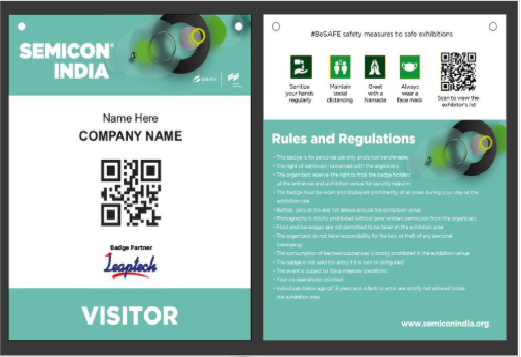 SEMICON®
INDIA
semi
Name Here
COMPANY NAME
Badge Partner
Leaptech
VISITOR
#BeSAFE safety measures to safe exhibitions
Sanitize
your hands
regularly
Maintain
social
distancing
Greet
with a
Namaste
Always
wear a
face mask
Scan to view the
exhibitor's list
Rules and Regulations
• This badge is for personal use only and is not transferable
• The right of admission reserved with the organizers
• The organizers reserve the right to frisk the badge holders
at the entrances and exhibition venue for security reasons
• This badge must be worn and displayed prominently at all times during your stay at the
exhibition site
are not allowed around the exhibition venue
• Photography is strictly prohibited without prior written permission from the organizers
• Food and beverages are not permitted to be taken in the exhibition area
• The organizers do not have responsibility for the loss or theft of any personal
belongings
• The consumption of banned substances is strictly prohibited in the exhibition venue
• The badge is not valid for entry if it is torn or disfigured
• The event is subject to force measure conditions
• Your co-operation is solicited
• Individuals below age of 18 years and infants in arms are strictly not allowed inside
the exhibition area
www.semiconindia.org